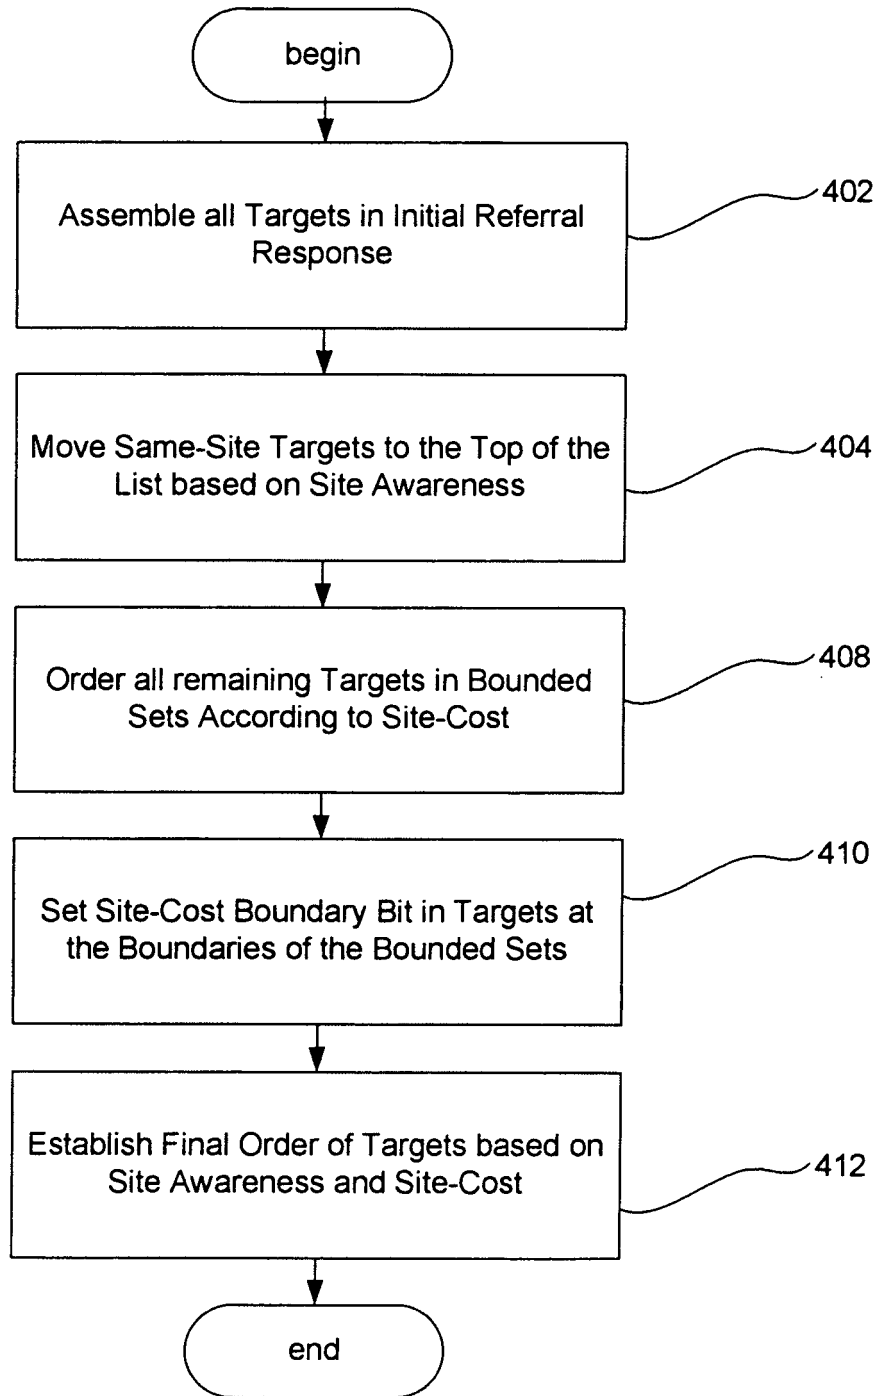 begin
Assemble all Targets in Initial Referral
Response
402
Move Same-Site Targets to the Top of the
List based on Site Awareness
404
Order all remaining Targets in Bounded
Sets According to Site-Cost
408
Set Site-Cost Boundary Bit in Targets at
the Boundaries of the Bounded Sets
410
Establish Final Order of Targets based on
Site Awareness and Site-Cost
412
end